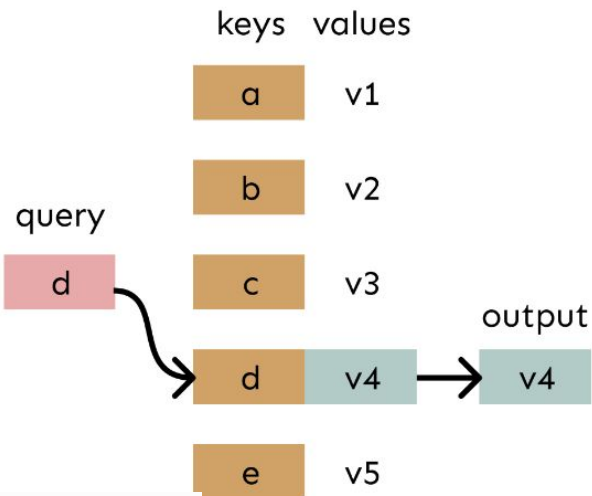 keys values
a v1
b v2
query
d
c v3
output
d v4 v4
e v5